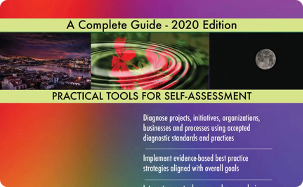 A Complete Guide - 2020 Edition
PRACTICAL TOOLS FOR SELF-ASSESSMENT
Diagnose projects, initiatives, organizations,
businesses and processes using accepted
diagnostic standards and practices
Implement evidence-based best practice
strategies aligned with overall goals